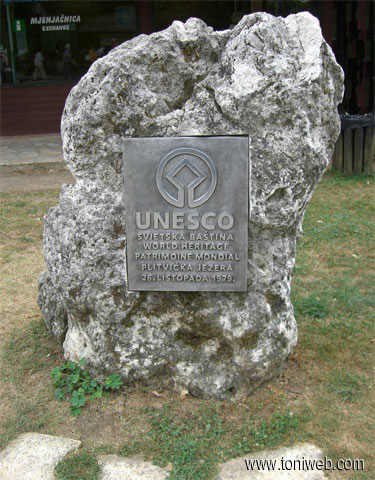 MJENJAČNICA
EXCHANGE
UNESCO
SVJETSKA BAŠTINA
WORLD HERITAGE
PATRIMOINE MONDIAL
PLITVIČKA JEZERA
26. LISTOPADA 1979.
www.toniweb.com